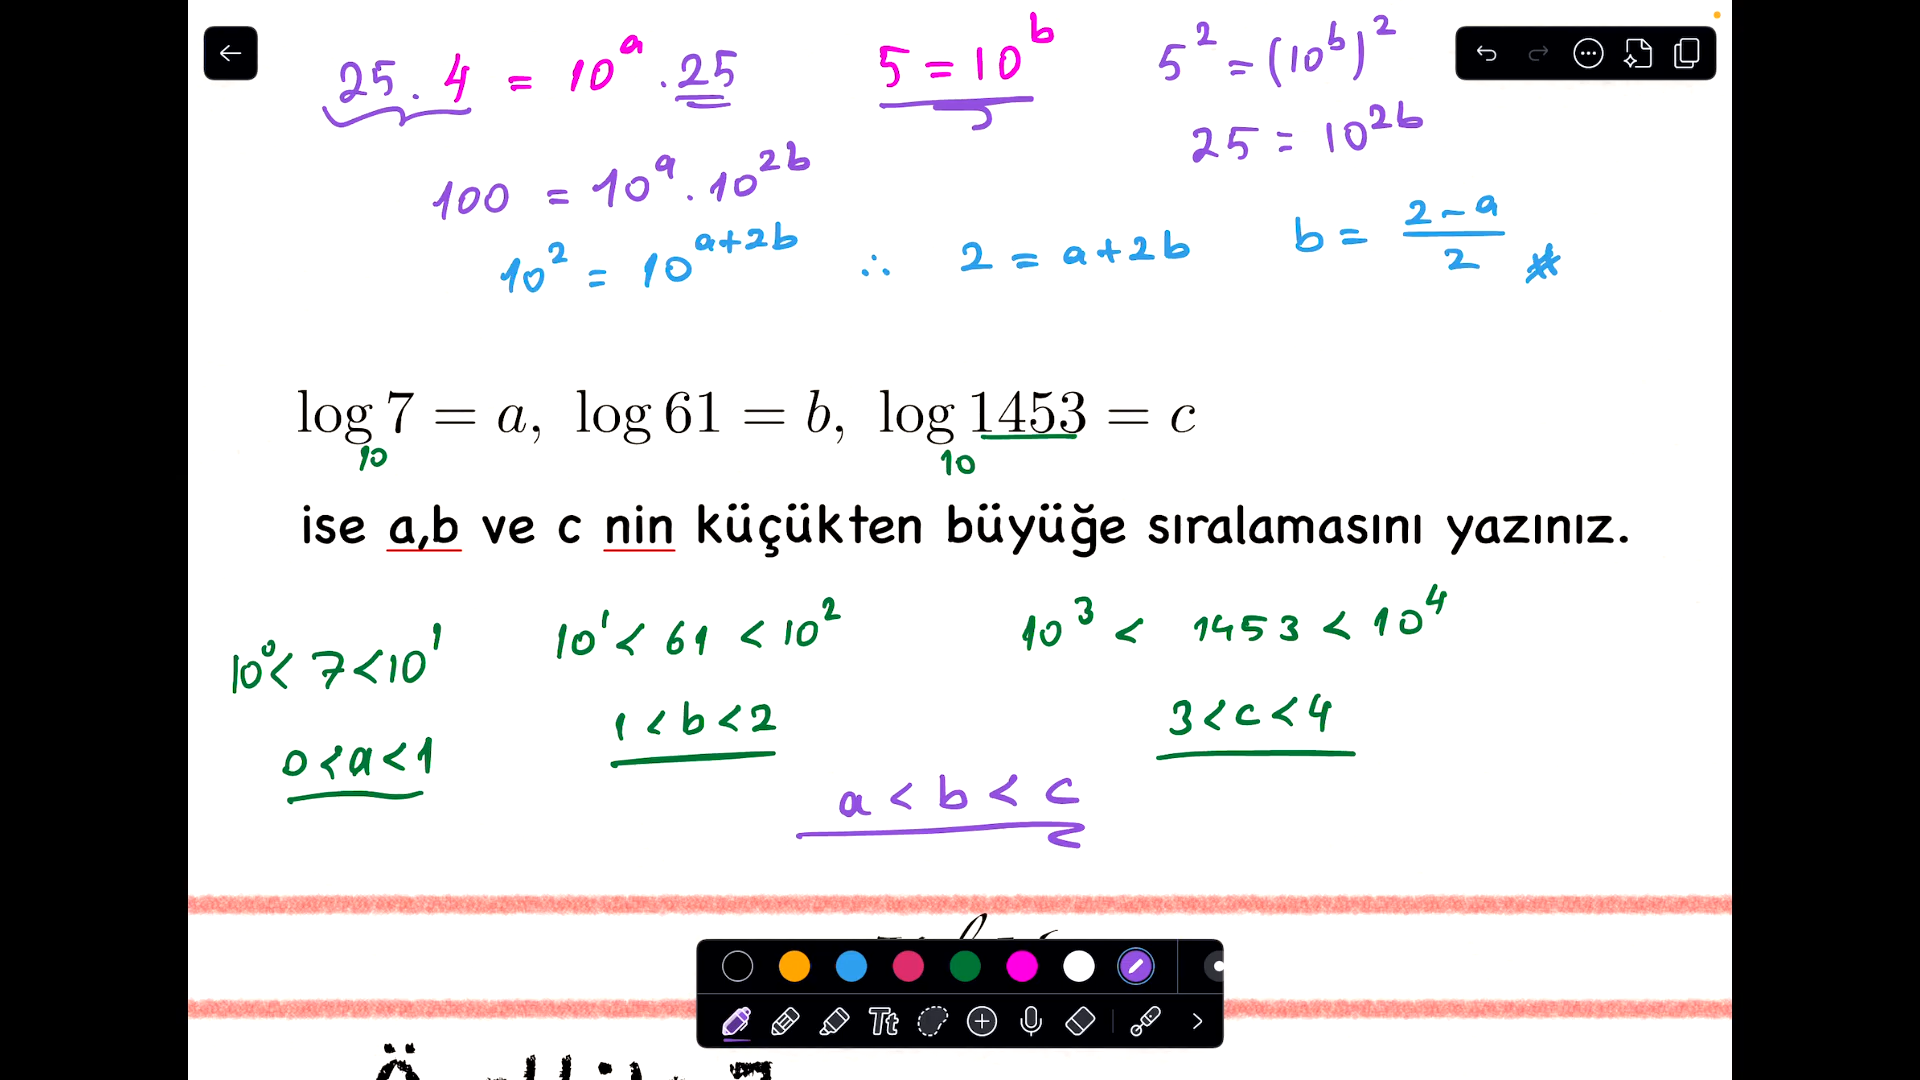 25 . 4 = 10^a . 25
5 = 10^b
5^2 = (10^b)^2
25 = 10^{2b}
100 = 10^a . 10^{2b}
10^2 = 10^{a+2b} ∴ 2 = a+2b
b = \frac{2-a}{2} *
log 7 = a, log 61 = b, log 1453 = c
10 10
ise a,b ve c nin küçükten büyüğe sıralamasını yazınız.
10^0 < 7 < 10^1
10^1 < 61 < 10^2
10^3 < 1453 < 10^4
0 < a < 1
1 < b < 2
3 < c < 4
a < b < c
Tt